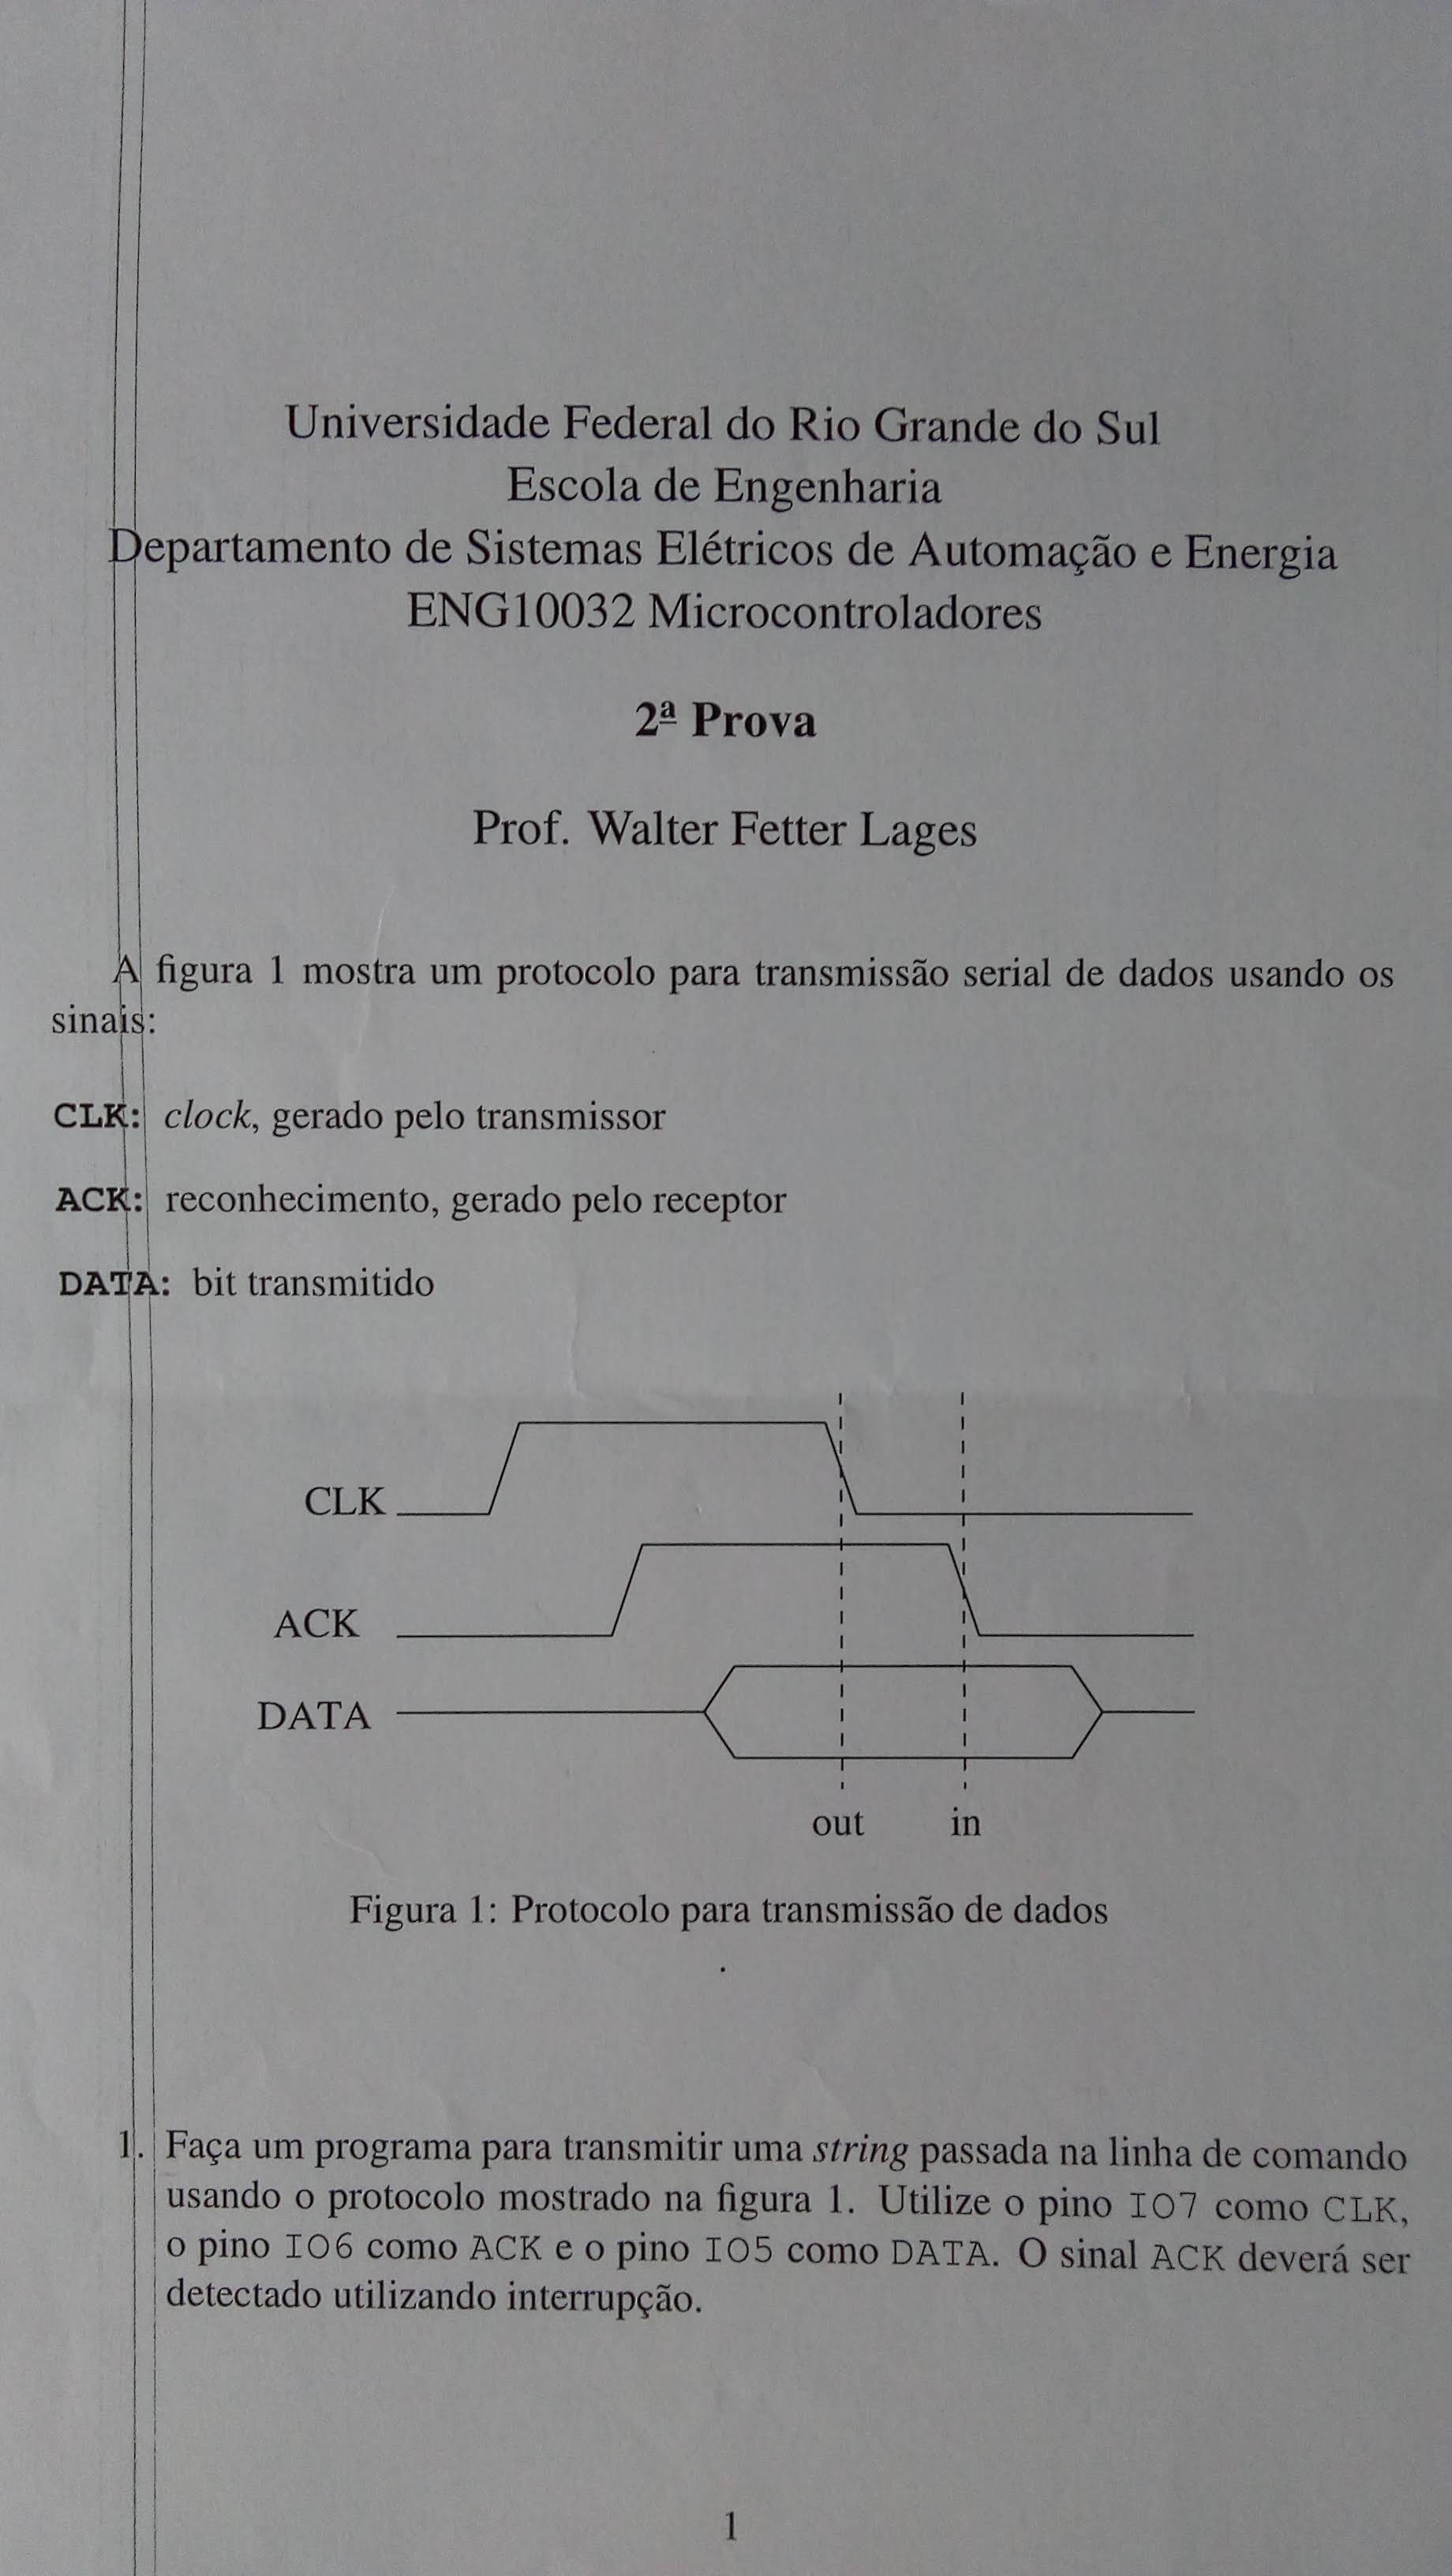 Universidade Federal do Rio Grande do Sul
Escola de Engenharia
Departamento de Sistemas Elétricos de Automação e Energia
ENG10032 Microcontroladores
2ª Prova
Prof. Walter Fetter Lages
A figura 1 mostra um protocolo para transmissão serial de dados usando os
sinais:
CLK: clock, gerado pelo transmissor
ACK: reconhecimento, gerado pelo receptor
DATA: bit transmitido
CLK
ACK
DATA
out in
Figura 1: Protocolo para transmissão de dados
1. Faça um programa para transmitir uma string passada na linha de comando
usando o protocolo mostrado na figura 1. Utilize o pino IO7 como CLK,
o pino IO6 como ACK e o pino IO5 como DATA. O sinal ACK deverá ser
detectado utilizando interrupção.
1